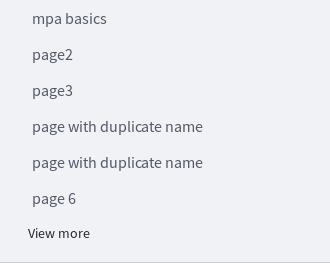 mpa basics
page2
page3
page with duplicate name
page with duplicate name
page 6
View more